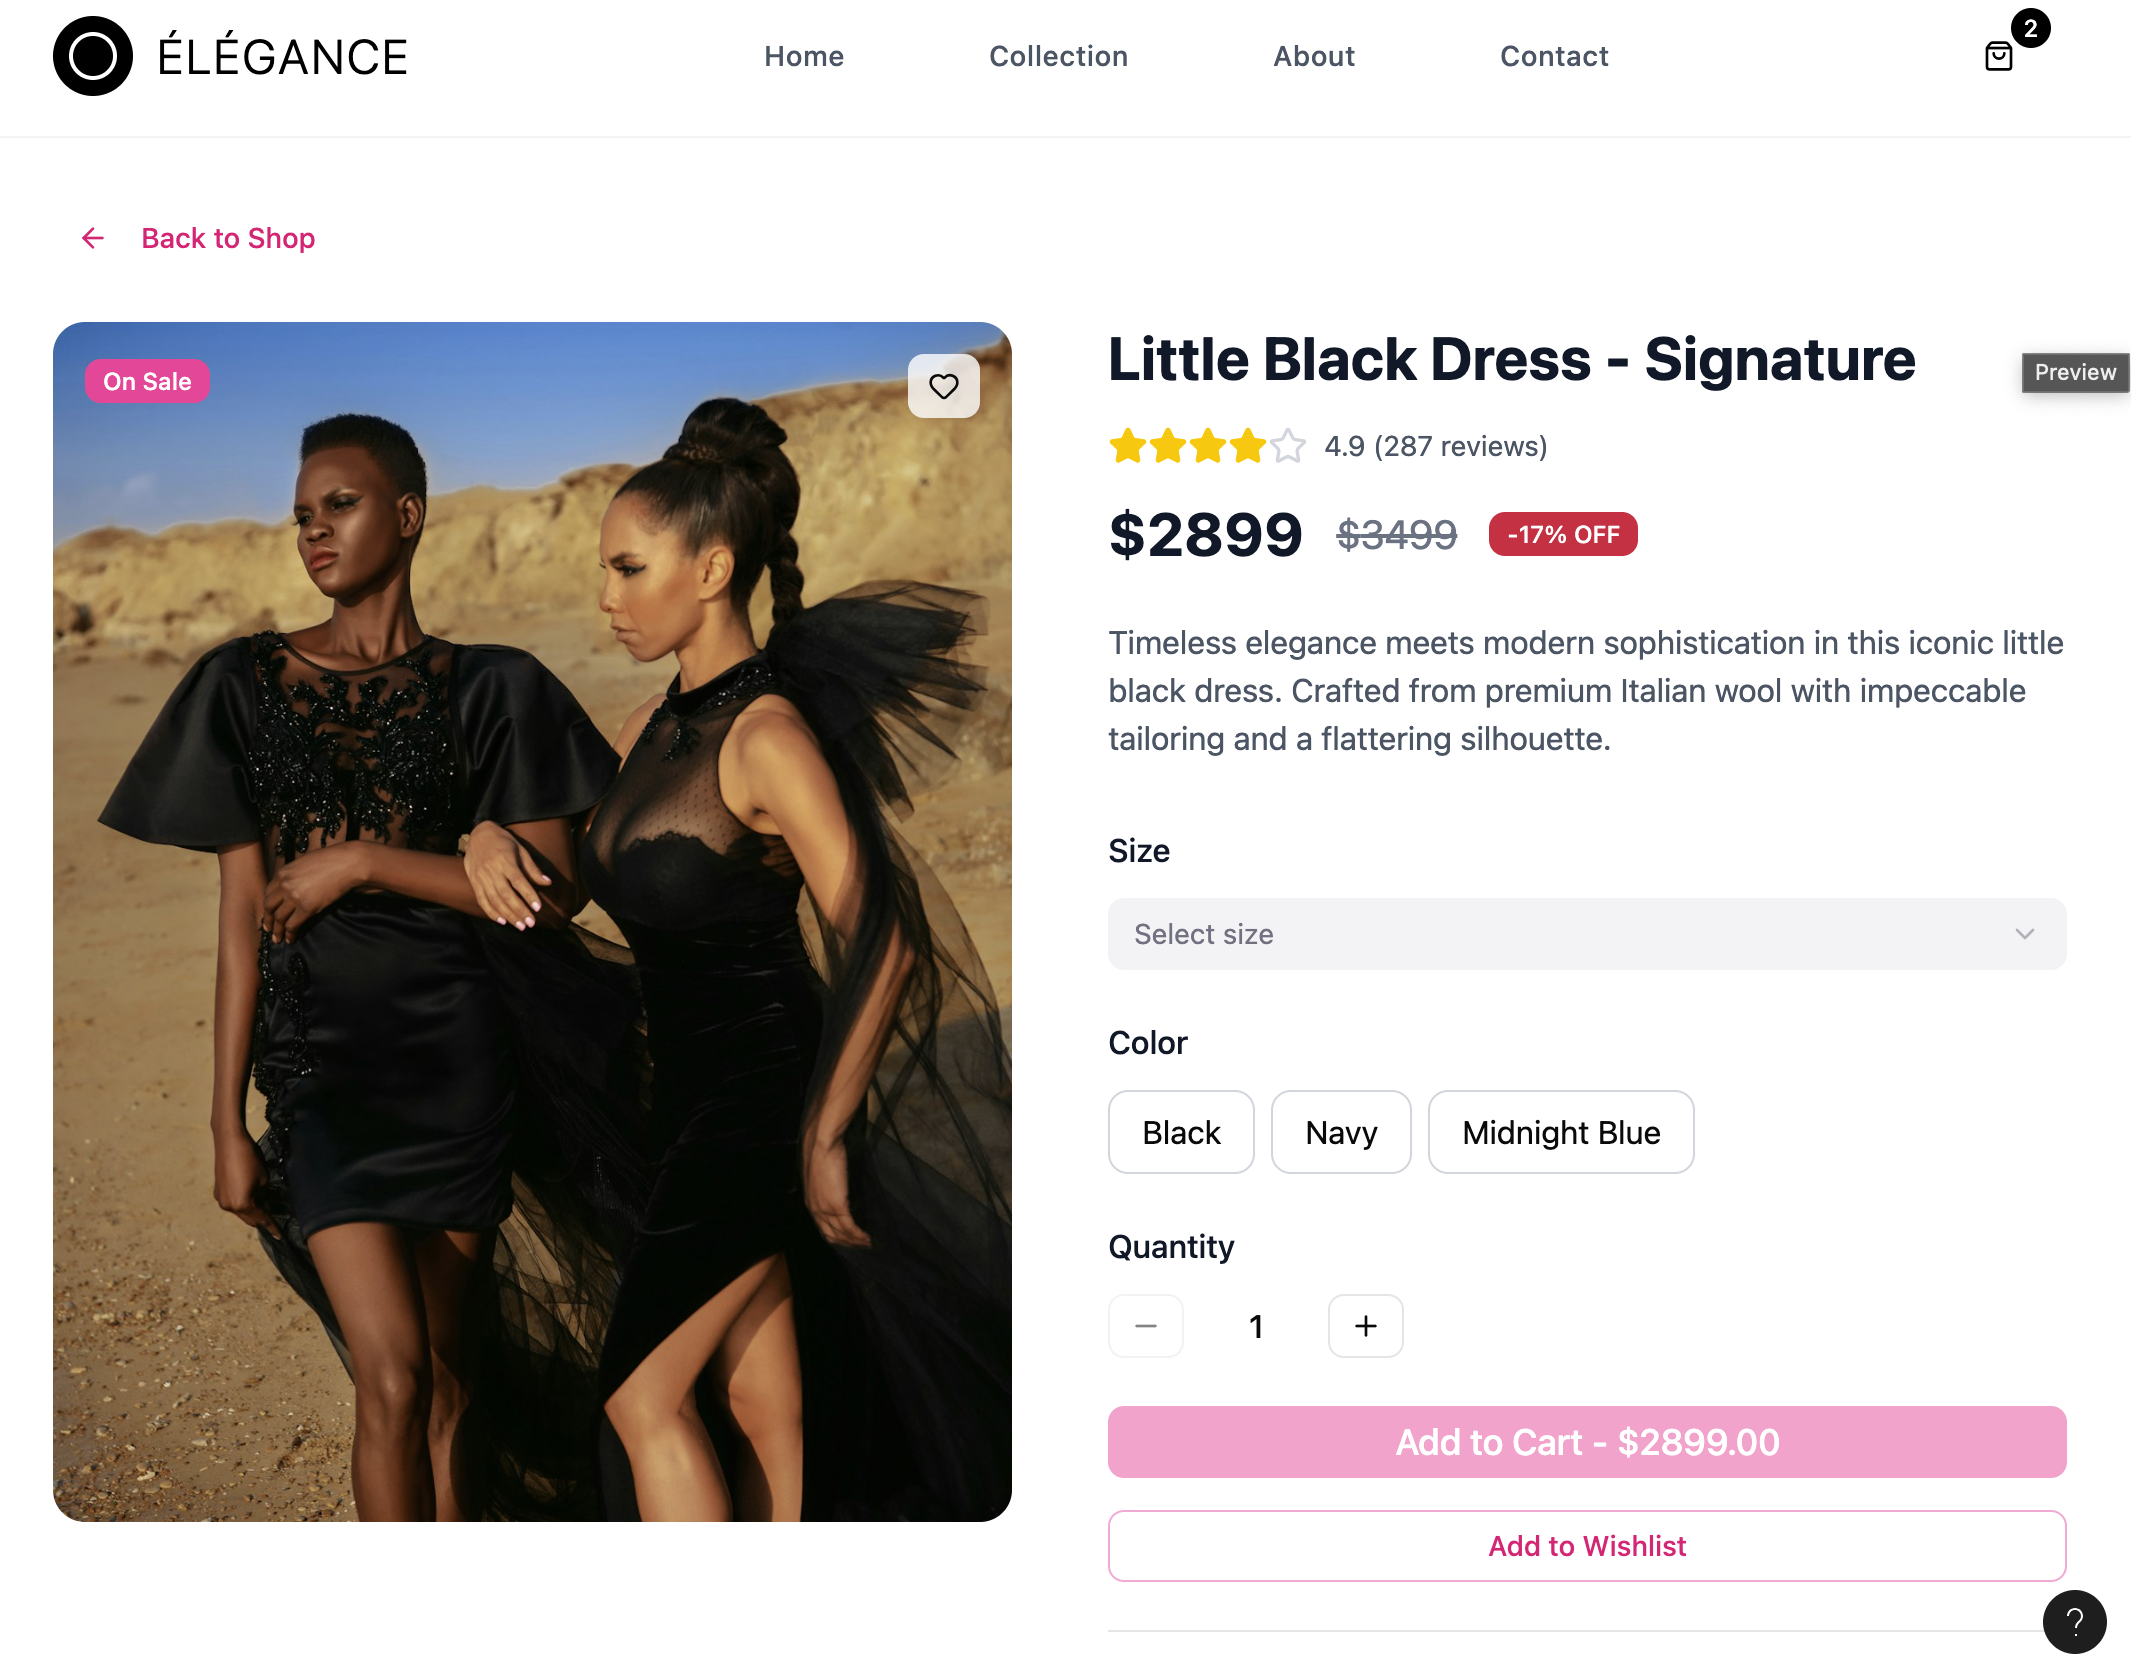 ÉLÉGANCE
Home
Collection
About
Contact
2
Back to Shop
On Sale
Little Black Dress - Signature
Preview
4.9 (287 reviews)
$2899 $3499 -17% OFF
Timeless elegance meets modern sophistication in this iconic little
black dress. Crafted from premium Italian wool with impeccable
tailoring and a flattering silhouette.
Size
Select size
Color
Black
Navy
Midnight Blue
Quantity
1
Add to Cart - $2899.00
Add to Wishlist
?